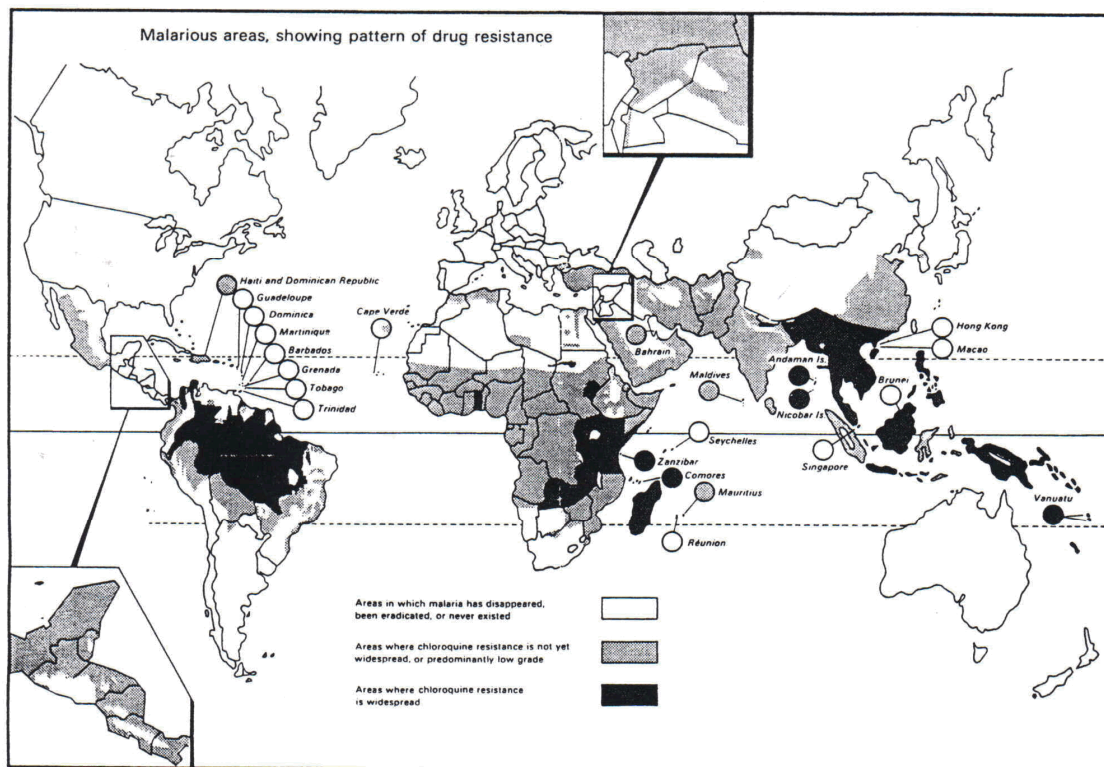 Malarious areas, showing pattern of drug resistance
Haiti and Dominican Republic
Guadeloupe
Dominica
Martinique
Barbados
Grenada
Tobago
Trinidad
Cape Verde
Bahrain
Maldives
Seychelles
Zanzibar
Comores
Mauritius
Réunion
Hong Kong
Macao
Andaman Is.
Nicobar Is.
Brunei
Singapore
Vanuatu
Areas in which malaria has disappeared,
been eradicated, or never existed
Areas where chloroquine resistance is not yet
widespread, or predominantly low grade
Areas where chloroquine resistance
is widespread